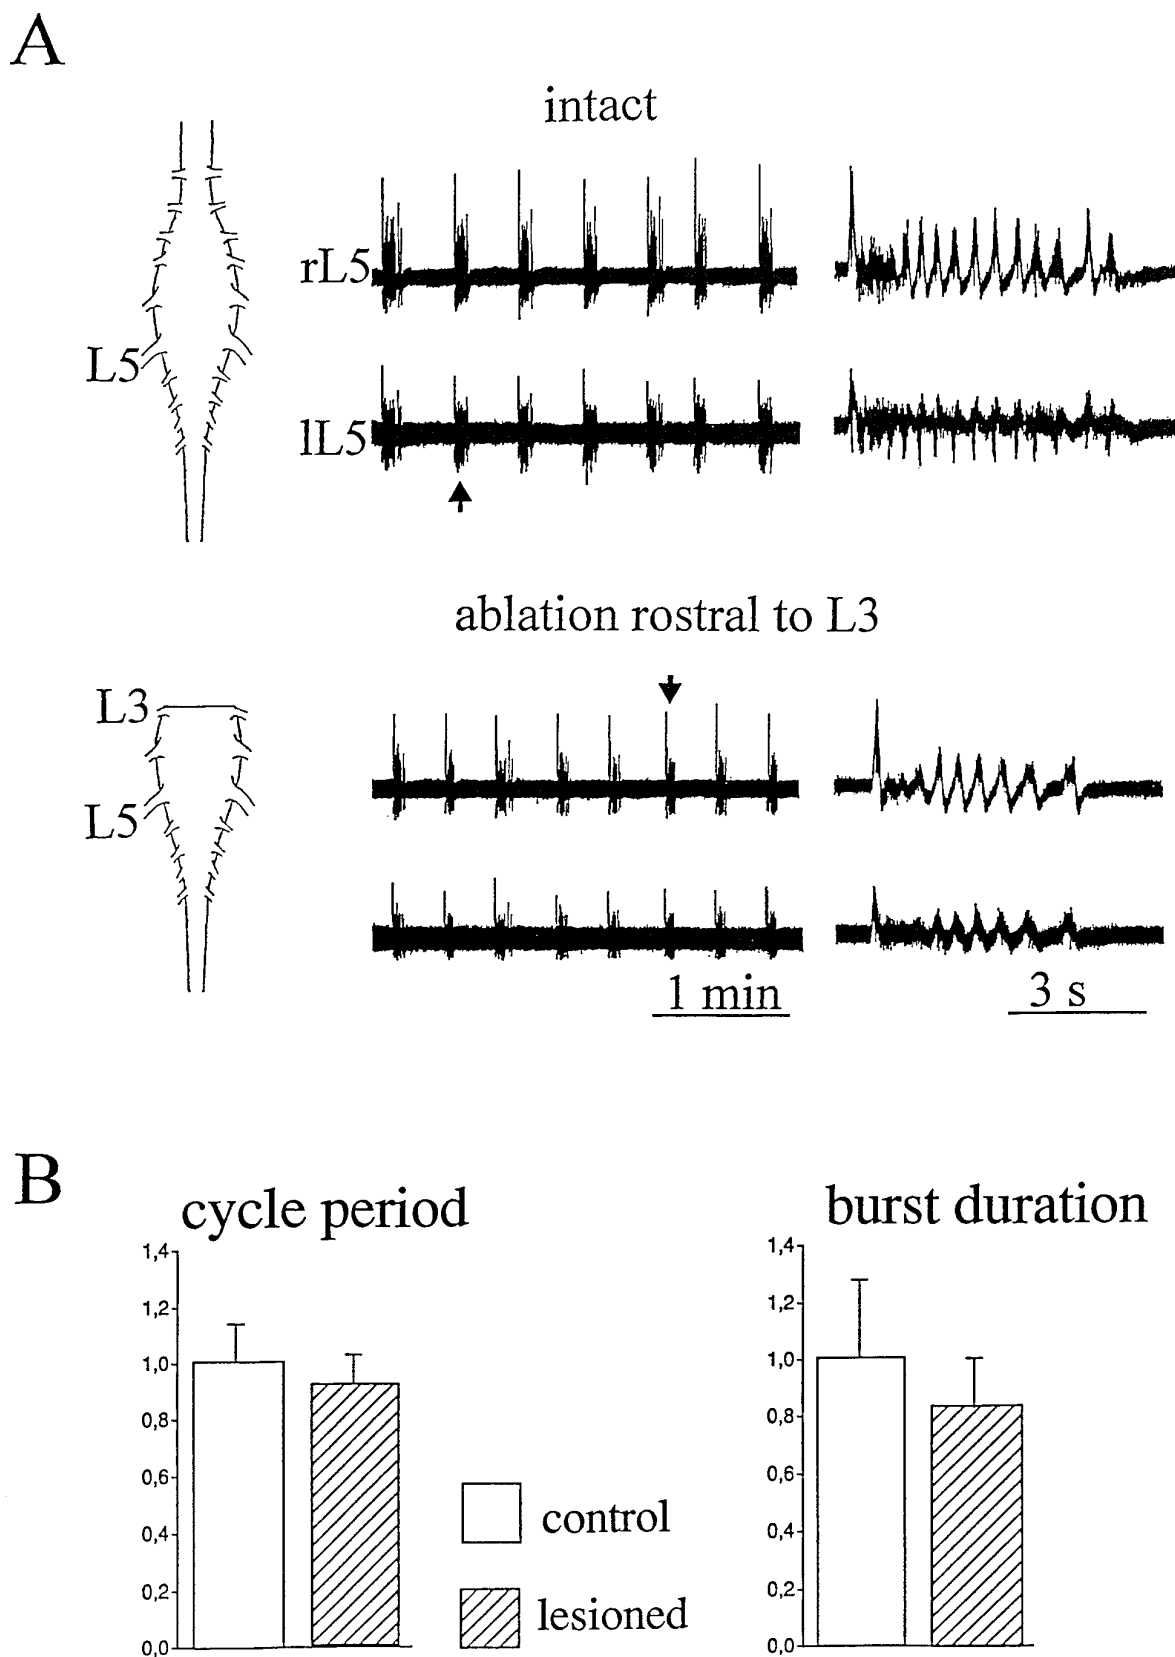 A
intact
rL5
L5
lL5
ablation rostral to L3
L3
L5
1 min
3 s
B
cycle period
burst duration
1,4
1,2
1,0
0,8
0,6
0,4
0,2
0,0
1,4
1,2
1,0
0,8
0,6
0,4
0,2
0,0
control
lesioned